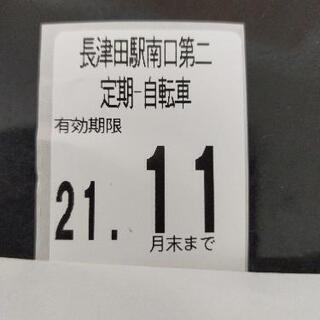 長津田駅南口第二
定期-自転車
有効期限
21. 11
月末まで